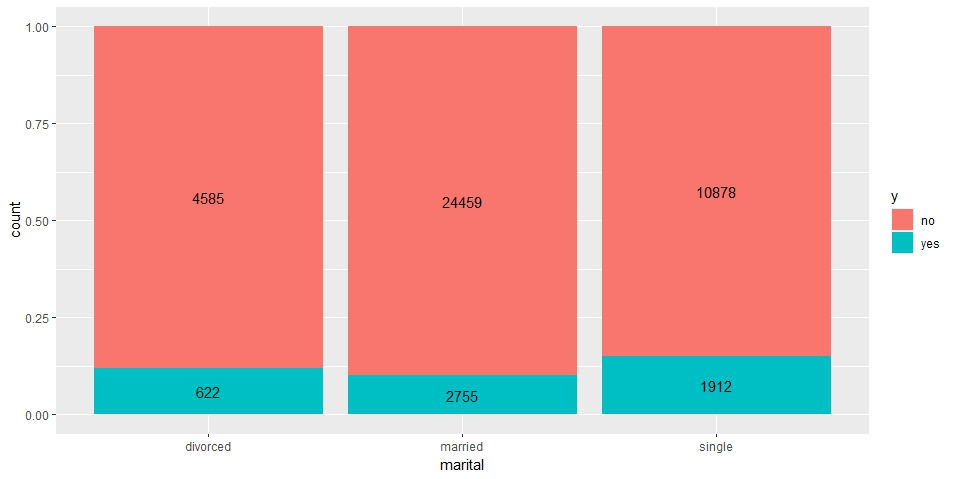 1.00
0.75
0.50
0.25
0.00
count
4585
24459
10878
622
2755
1912
divorced
married
single
marital
y
no
yes